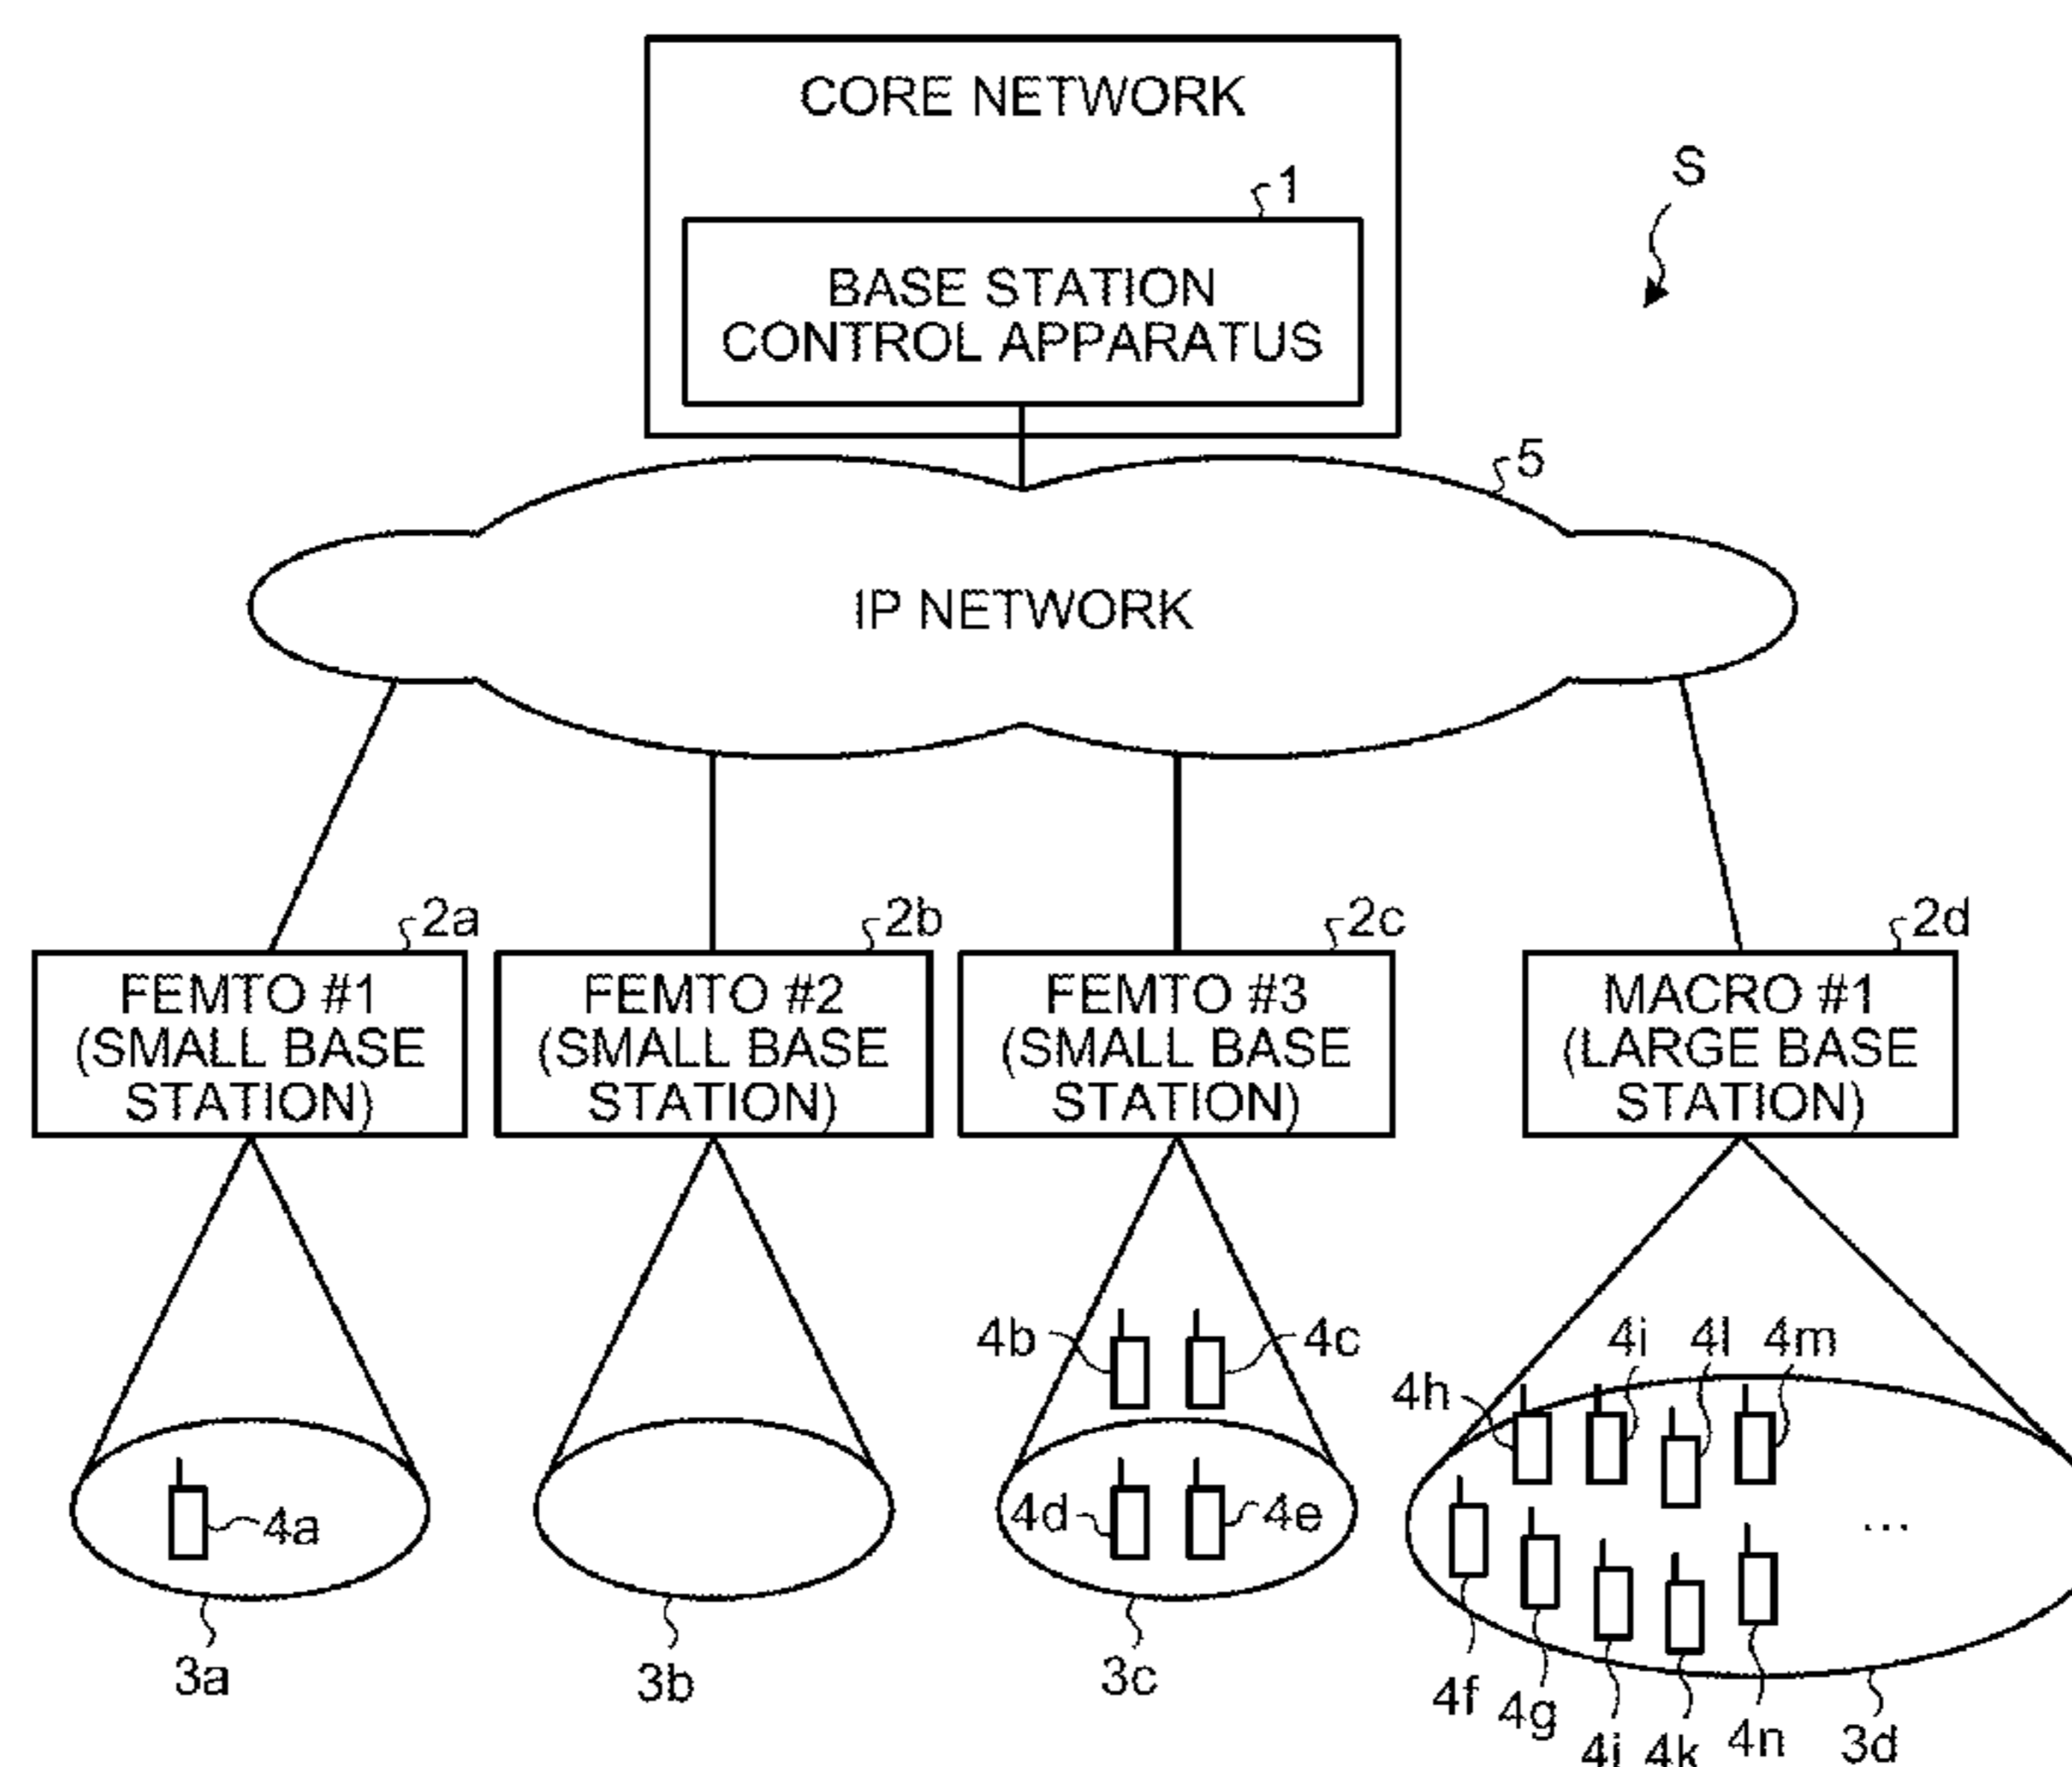 CORE NETWORK
1
BASE STATION
CONTROL APPARATUS
S
5
IP NETWORK
2a
FEMTO #1
(SMALL BASE
STATION)
2b
FEMTO #2
(SMALL BASE
STATION)
2c
FEMTO #3
(SMALL BASE
STATION)
2d
MACRO #1
(LARGE BASE
STATION)
4b
4c
4i
4l
4m
4h
4a
4d
4e
...
3a
3b
3c
4f
4g
4j
4k
4n
3d